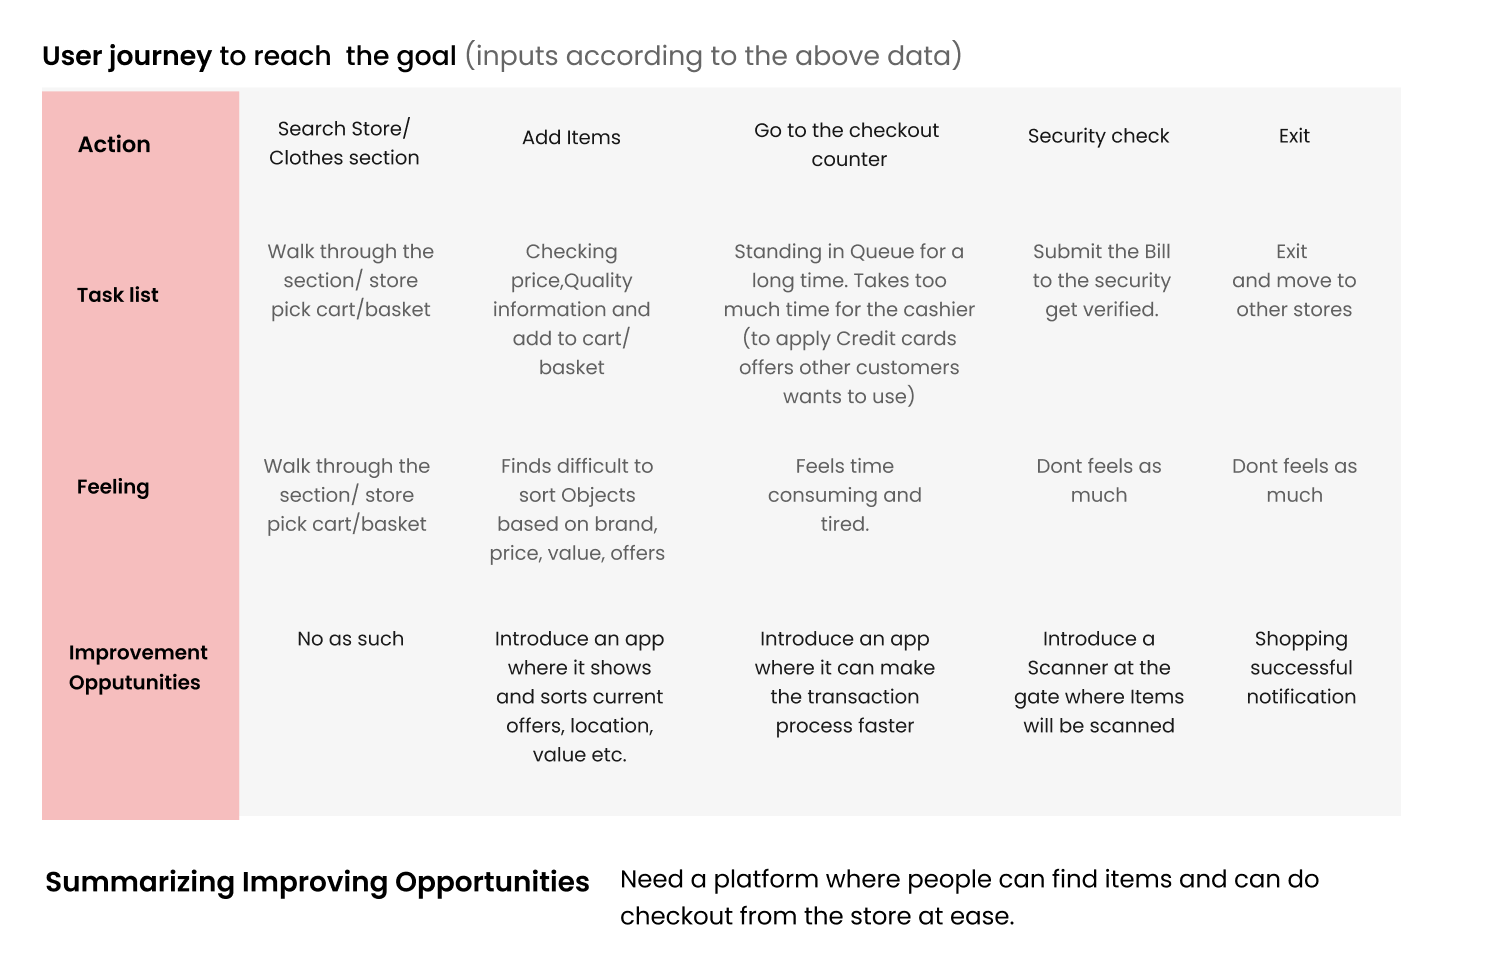 User journey to reach  the goal (inputs according to the above data)
Action
Search Store/
Clothes section
Add Items
Go to the checkout
counter
Security check
Exit
Task list
Walk through the
section/ store
pick cart/basket
Checking
price,Quality
information and
add to cart/
basket
Standing in Queue for a
long time. Takes too
much time for the cashier
(to apply Credit cards
offers other customers
wants to use)
Submit the Bill
to the security
get verified.
Exit
and move to
other stores
Feeling
Walk through the
section/ store
pick cart/basket
Finds difficult to
sort Objects
based on brand,
price, value, offers
Feels time
consuming and
tired.
Dont feels as
much
Dont feels as
much
Improvement
Opputunities
No as such
Introduce an app
where it shows
and sorts current
offers, location,
value etc.
Introduce an app
where it can make
the transaction
process faster
Introduce a
Scanner at the
gate where Items
will be scanned
Shopping
successful
notification
Summarizing Improving Opportunities
Need a platform where people can find items and can do
checkout from the store at ease.